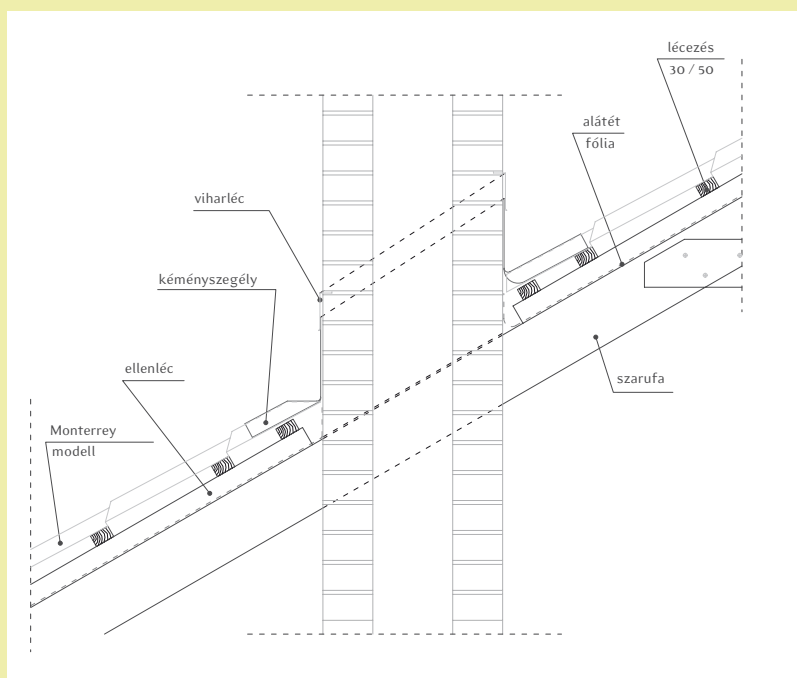 lécezés
30 / 50
alátét
fólia
viharléc
kéményszegély
ellenléc
szarufa
Monterrey
modell